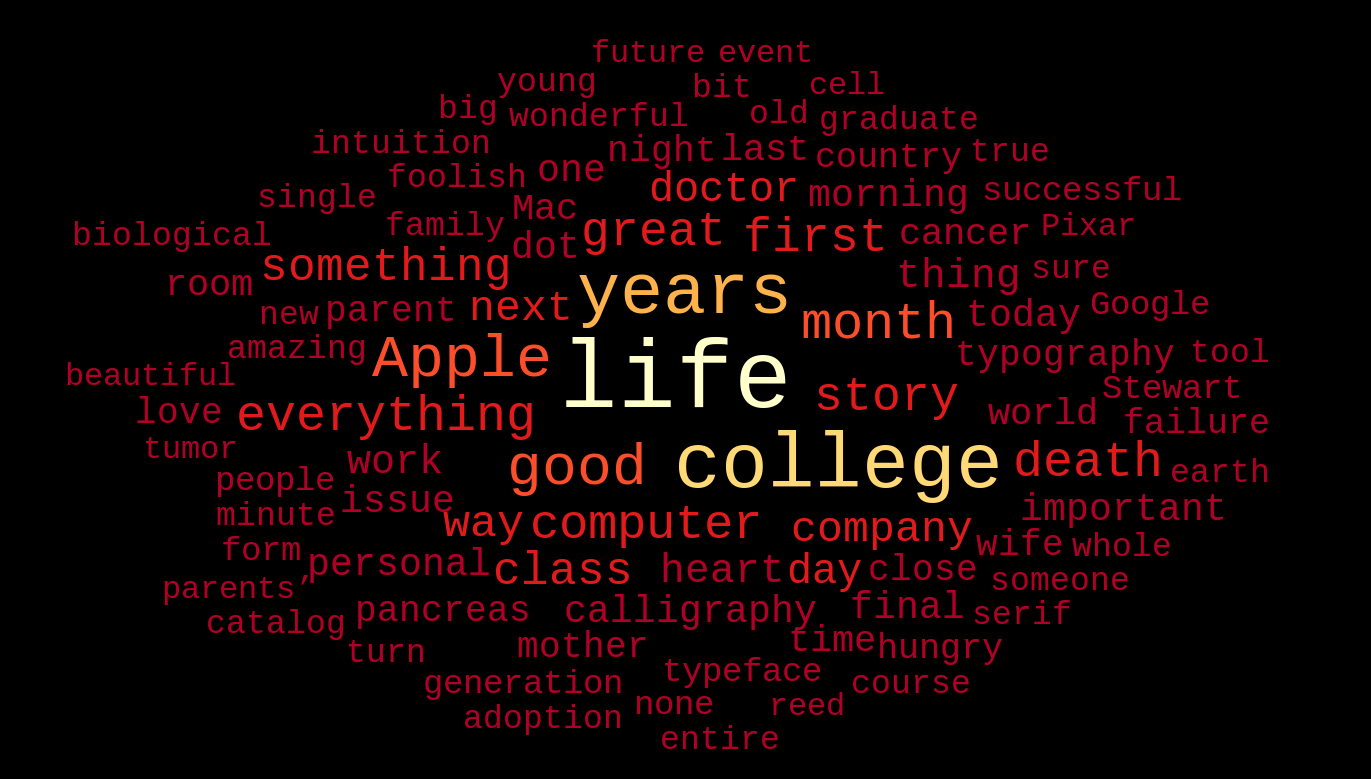 future event
young bit cell
big wonderful old graduate
intuition night last country true
foolish one
single doctor morning successful
biological family Mac great first cancer Pixar
something dot thing sure
room years
new parent next month today Google
amazing Apple life typography tool
beautiful Stewart
love everything story world failure
tumor work good college death earth
people
minute issue way computer company important
form personal class heart day close wife whole
parents’ someone
catalog pancreas calligraphy final serif
turn mother time hungry
generation typeface course
adoption none reed
entire